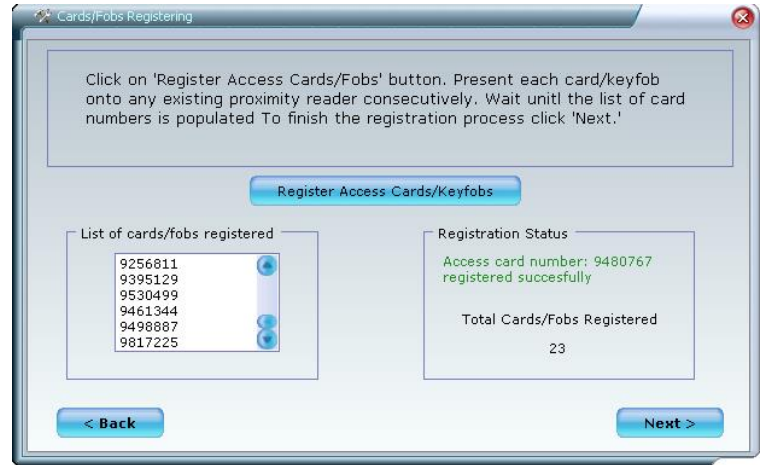 Cards/Fobs Registering
Click on 'Register Access Cards/Fobs' button. Present each card/keyfob
onto any existing proximity reader consecutively. Wait unitl the list of card
numbers is populated To finish the registration process click 'Next.'
Register Access Cards/Keyfobs
List of cards/fobs registered
9256811
9395129
9530499
9461344
9498887
9817225
Registration Status
Access card number: 9480767
registered succesfully
Total Cards/Fobs Registered
23
< Back
Next >